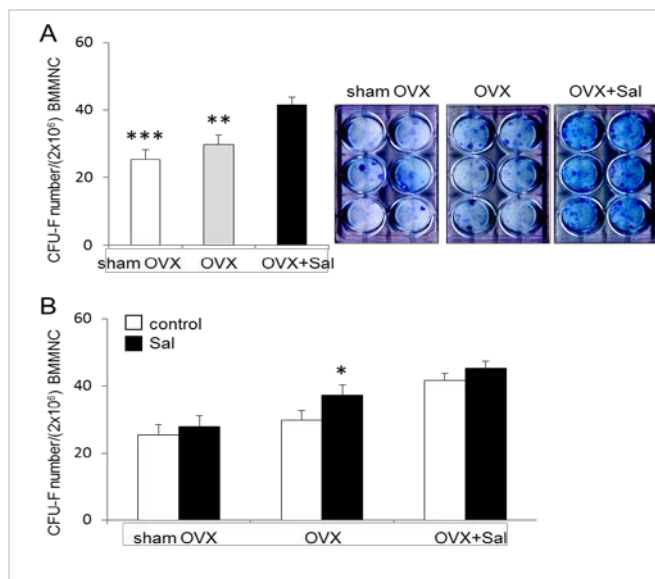 A
CFU-F number/(2x10⁶) BMMNC
60
40
20
0
***
**
sham OVX
OVX
OVX+Sal
sham OVX
OVX
OVX+Sal
B
CFU-F number/(2x10⁶) BMMNC
60
40
20
0
control
Sal
*
sham OVX
OVX
OVX+Sal